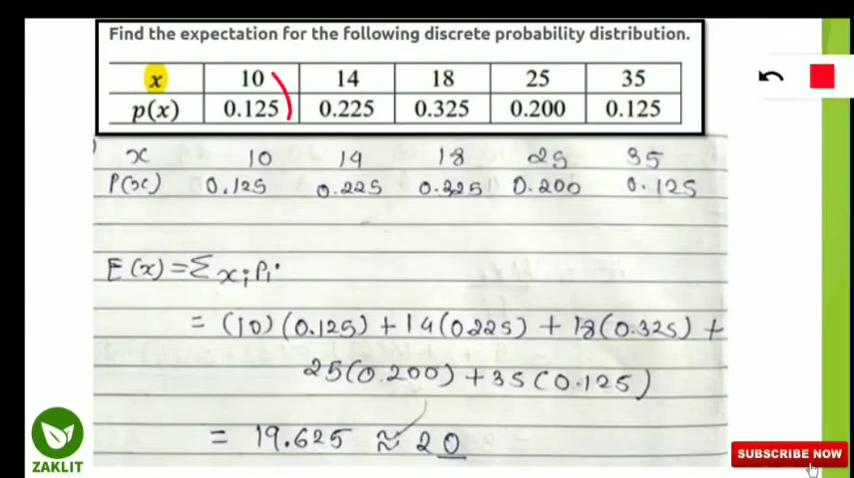 Find the expectation for the following discrete probability distribution.
x 10 14 18 25 35
p(x) 0.125 0.225 0.325 0.200 0.125
x 10 14 18 25 35
P(x) 0.125 0.225 0.325 0.200 0.125
E(x) = Σ xᵢ Pᵢ
= (10)(0.125) + 14(0.225) + 18(0.325) +
25(0.200) + 35(0.125)
= 19.625 ≈ 20
ZAKLIT
SUBSCRIBE NOW